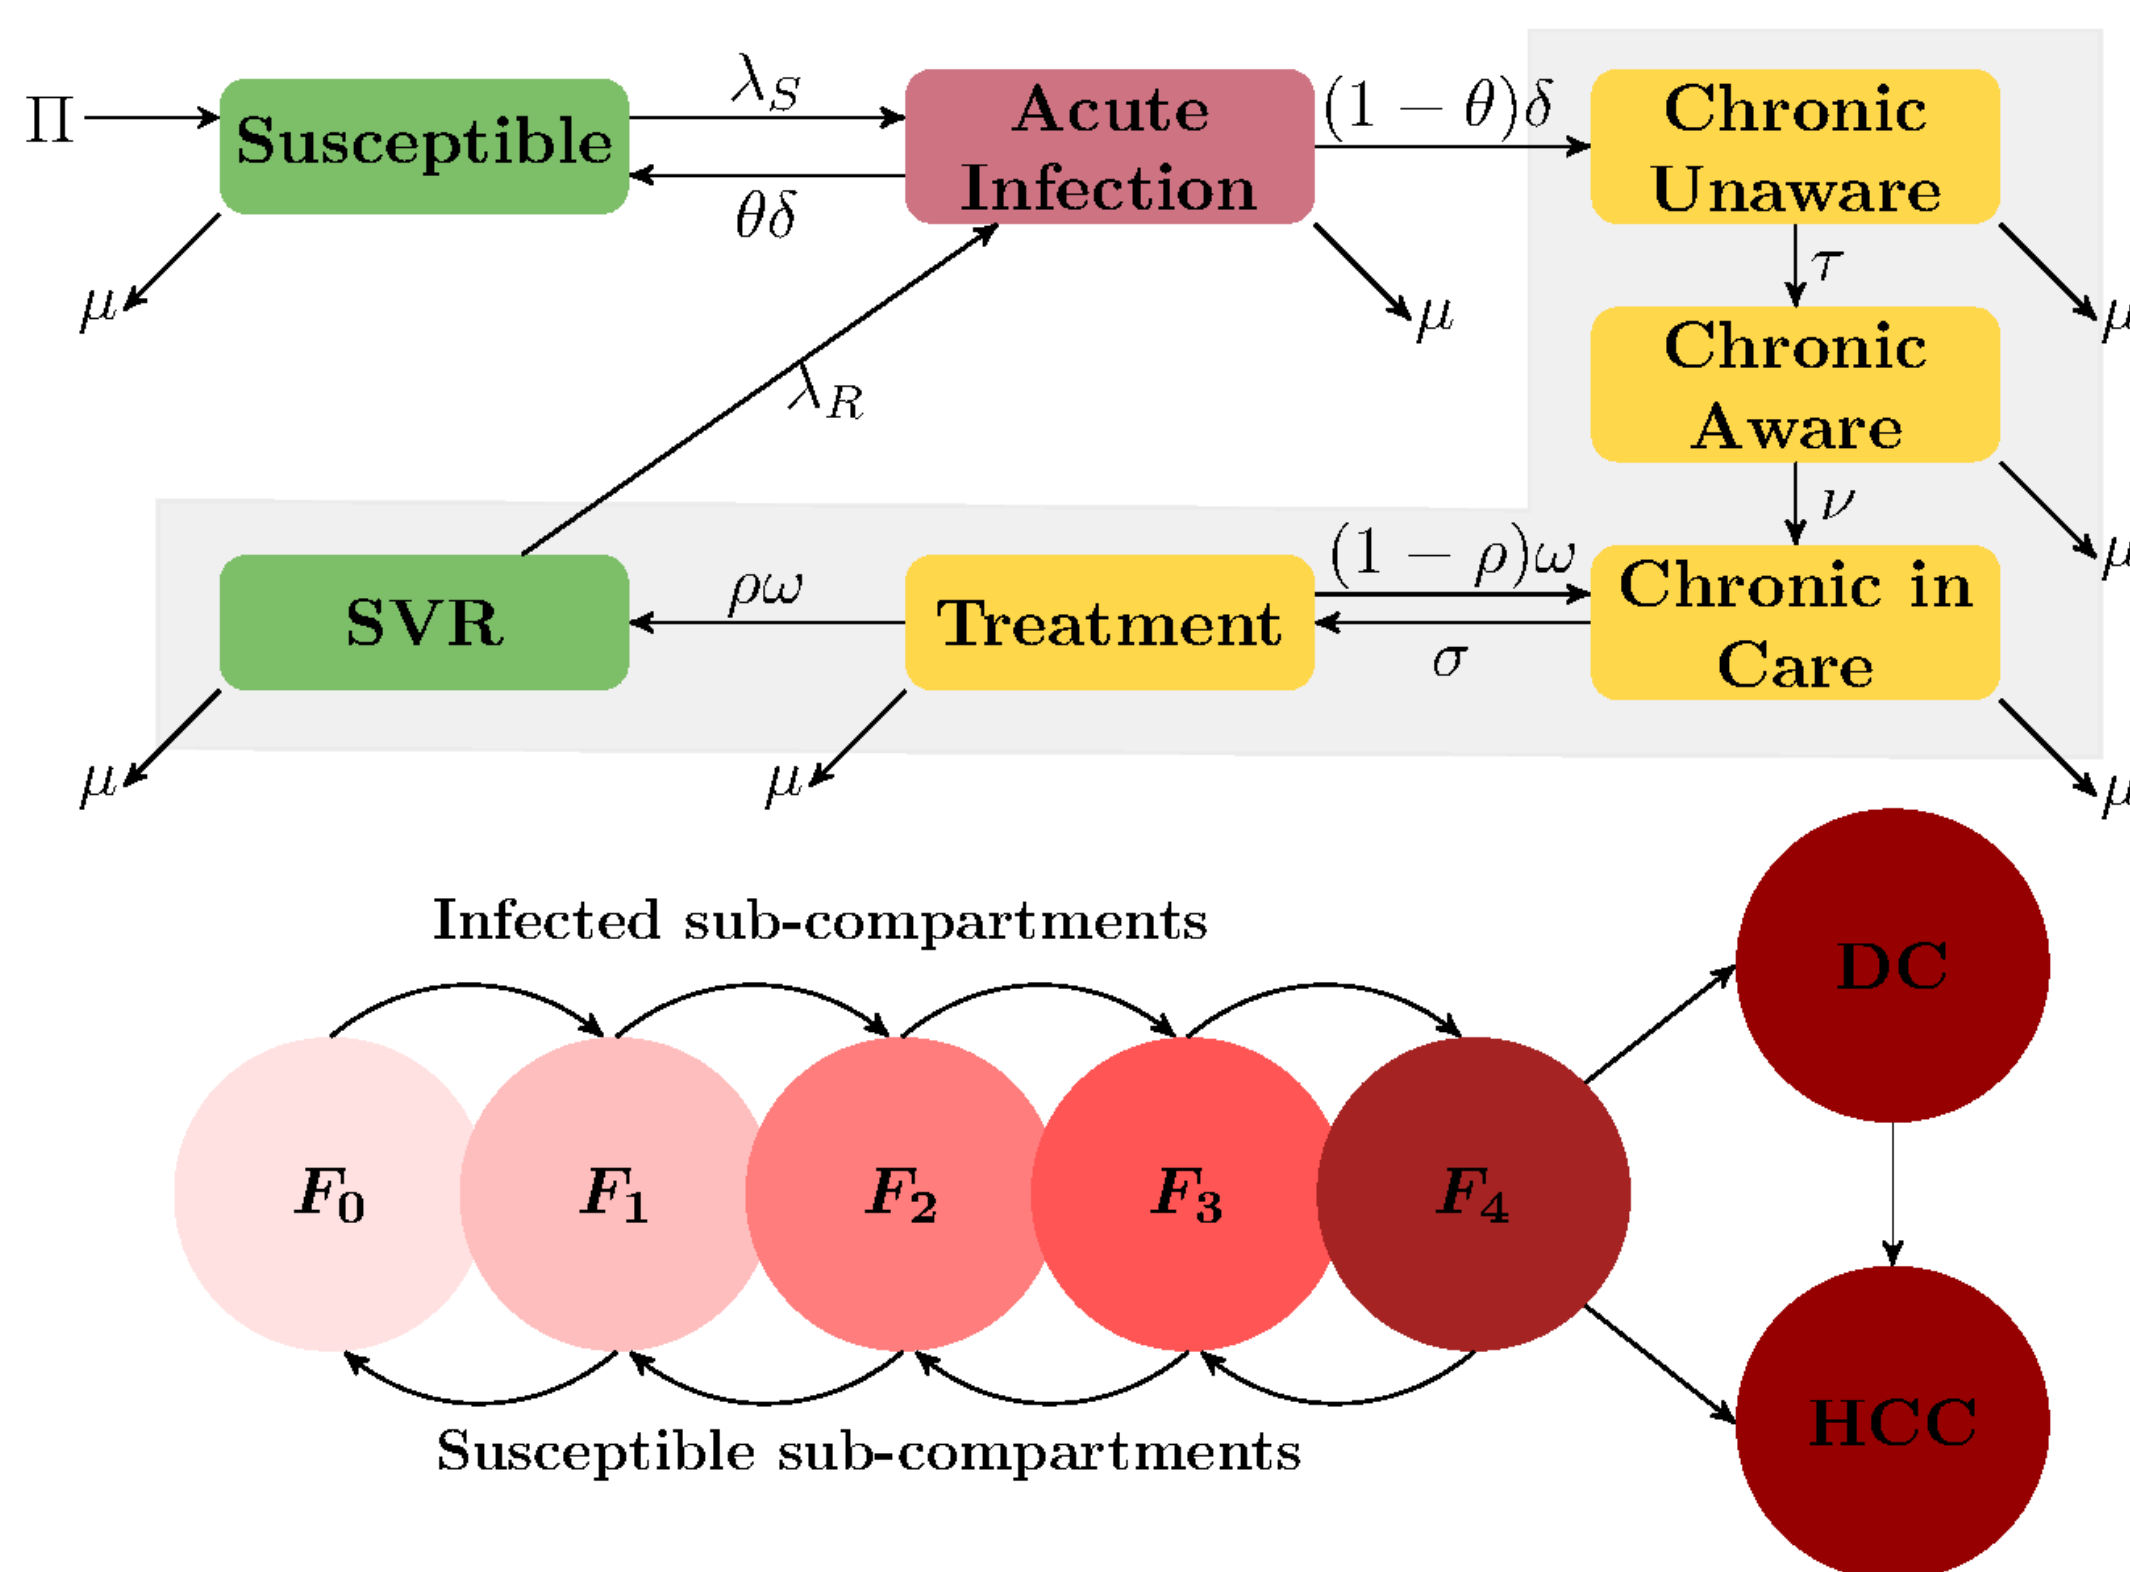 Π
Susceptible
λ_S
θδ
Acute
Infection
(1 − θ)δ
Chronic
Unaware
μ
μ
τ
μ
Chronic
Aware
λ_R
ν
μ
SVR
ρω
Treatment
(1 − ρ)ω
σ
Chronic in
Care
μ
μ
μ
Infected sub-compartments
DC
F_0
F_1
F_2
F_3
F_4
HCC
Susceptible sub-compartments